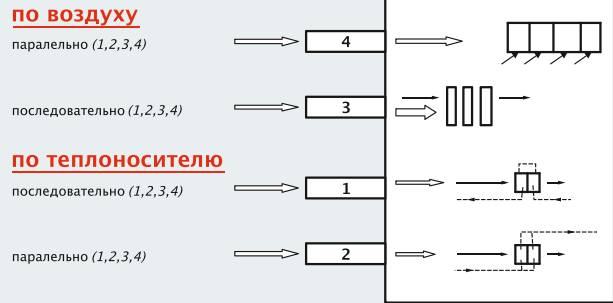 по воздуху
паралельно (1,2,3,4) 4
последовательно (1,2,3,4) 3
по теплоносителю
последовательно (1,2,3,4) 1
паралельно (1,2,3,4) 2